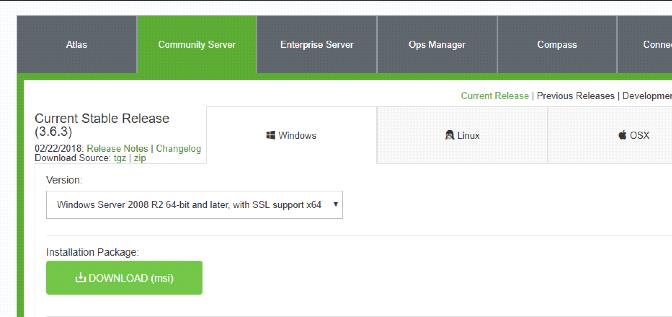 Atlas
Community Server
Enterprise Server
Ops Manager
Compass
Current Release | Previous Releases |
Current Stable Release
(3.6.3)
02/22/2018: Release Notes | Changelog
Download Source: tgz | zip
Windows
Linux
OSX
Version:
Windows Server 2008 R2 64-bit and later, with SSL support x64
Installation Package:
DOWNLOAD (msi)